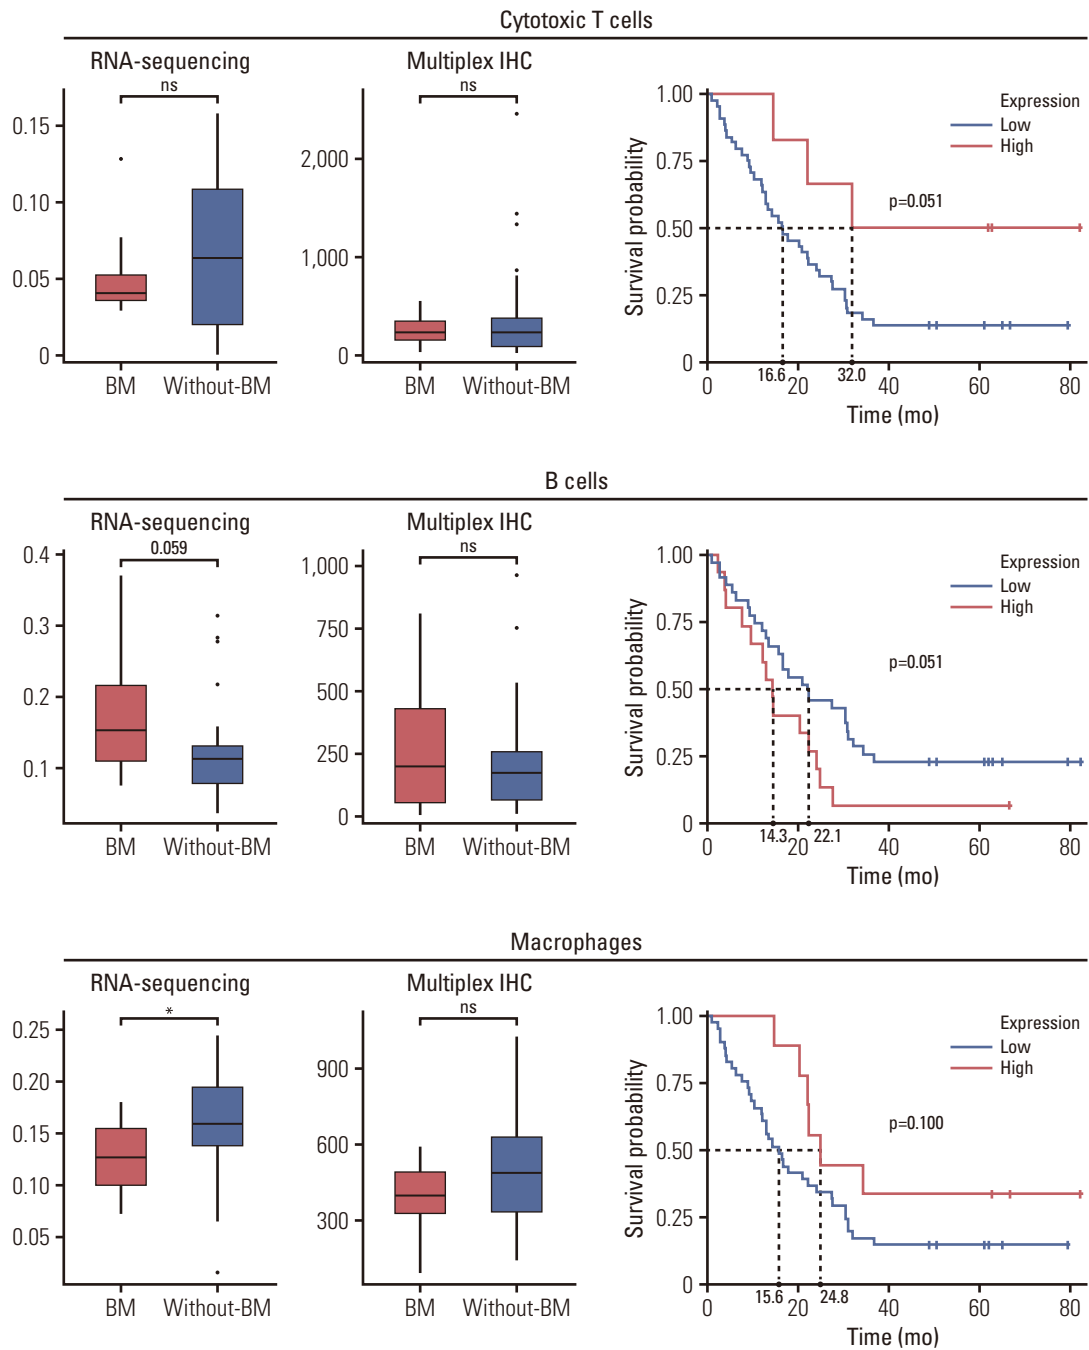 Cytotoxic T cells
RNA-sequencing
ns
0.15
0.10
0.05
0
BM Without-BM
Multiplex IHC
ns
2,000
1,000
0
BM Without-BM
Survival probability
1.00
0.75
0.50
0.25
0
Expression
Low
High
p=0.051
16.6 32.0
0 20 40 60 80
Time (mo)
B cells
RNA-sequencing
0.059
0.4
0.3
0.2
0.1
BM Without-BM
Multiplex IHC
ns
1,000
750
500
250
0
BM Without-BM
Survival probability
1.00
0.75
0.50
0.25
0
Expression
Low
High
p=0.051
14.3 22.1
0 20 40 60 80
Time (mo)
Macrophages
RNA-sequencing
*
0.25
0.20
0.15
0.10
0.05
BM Without-BM
Multiplex IHC
ns
900
600
300
BM Without-BM
Survival probability
1.00
0.75
0.50
0.25
0
Expression
Low
High
p=0.100
15.6 24.8
0 20 40 60 80
Time (mo)